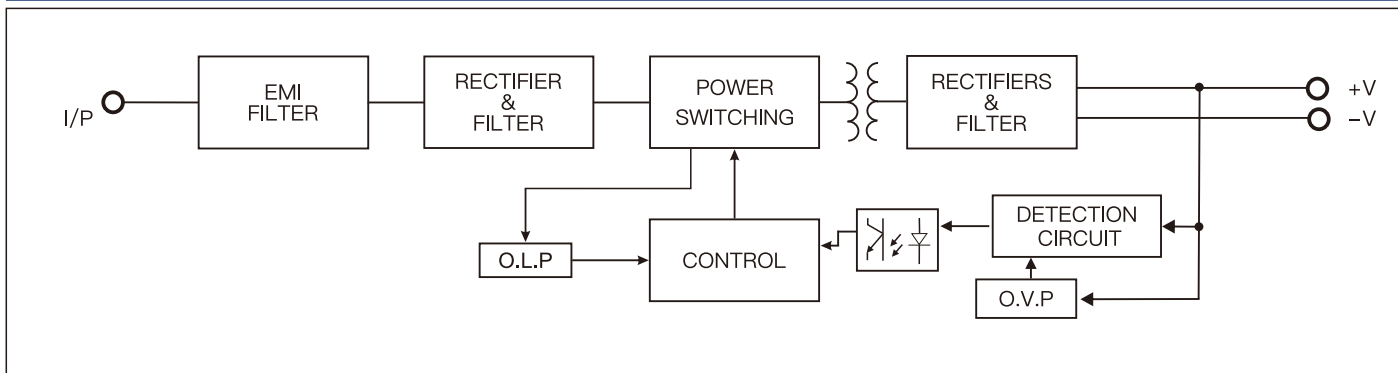 I/P
EMI
FILTER
RECTIFIER
&
FILTER
POWER
SWITCHING
RECTIFIERS
&
FILTER
+V
-V
O.L.P
CONTROL
DETECTION
CIRCUIT
O.V.P